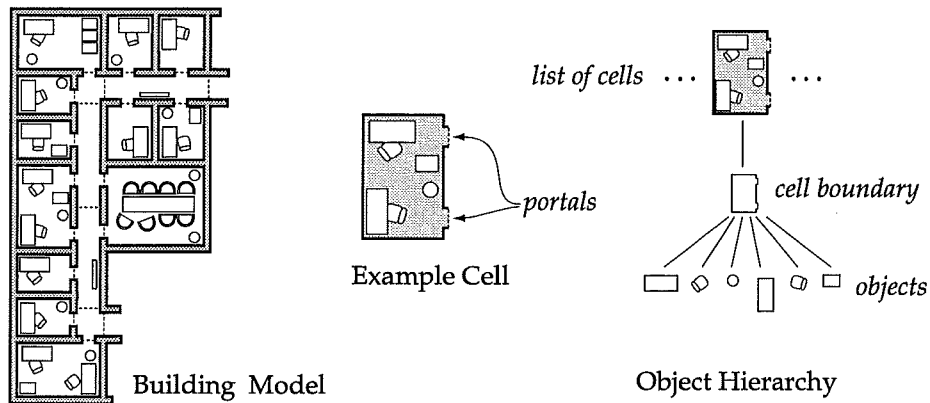 list of cells ... ...
cell boundary
portals
objects
Example Cell
Building Model
Object Hierarchy